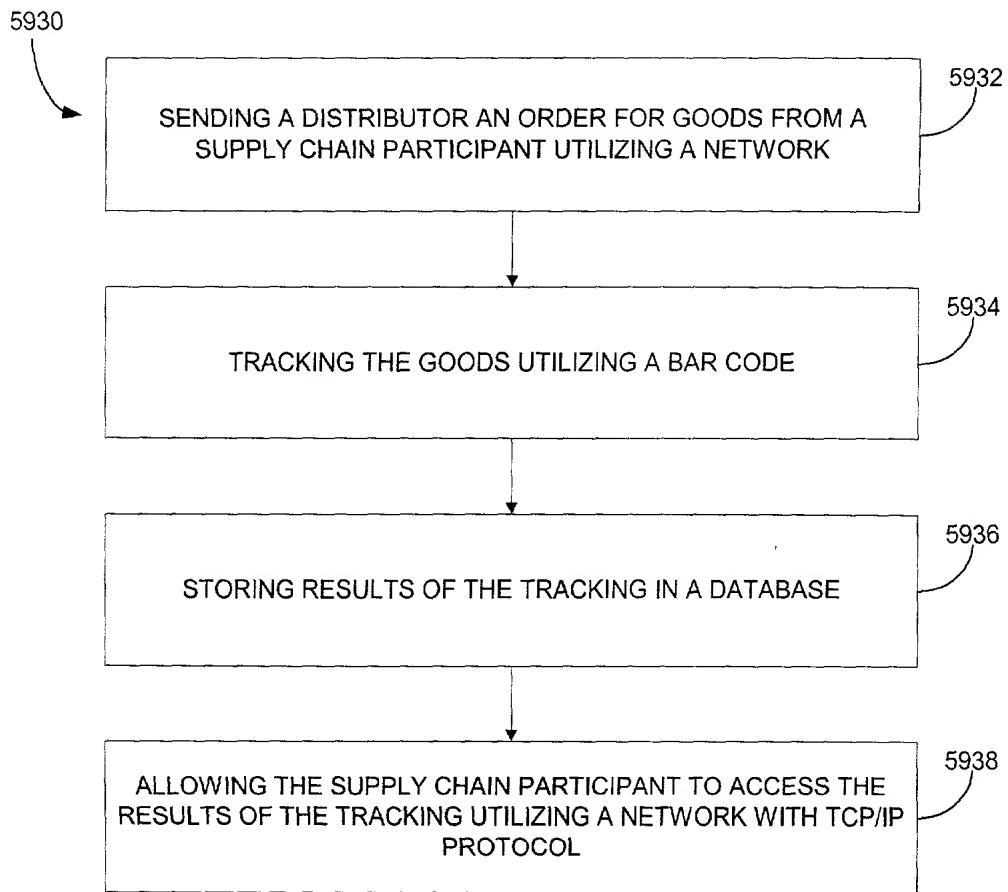 5930
5932
SENDING A DISTRIBUTOR AN ORDER FOR GOODS FROM A
SUPPLY CHAIN PARTICIPANT UTILIZING A NETWORK
5934
TRACKING THE GOODS UTILIZING A BAR CODE
5936
STORING RESULTS OF THE TRACKING IN A DATABASE
5938
ALLOWING THE SUPPLY CHAIN PARTICIPANT TO ACCESS THE
RESULTS OF THE TRACKING UTILIZING A NETWORK WITH TCP/IP
PROTOCOL